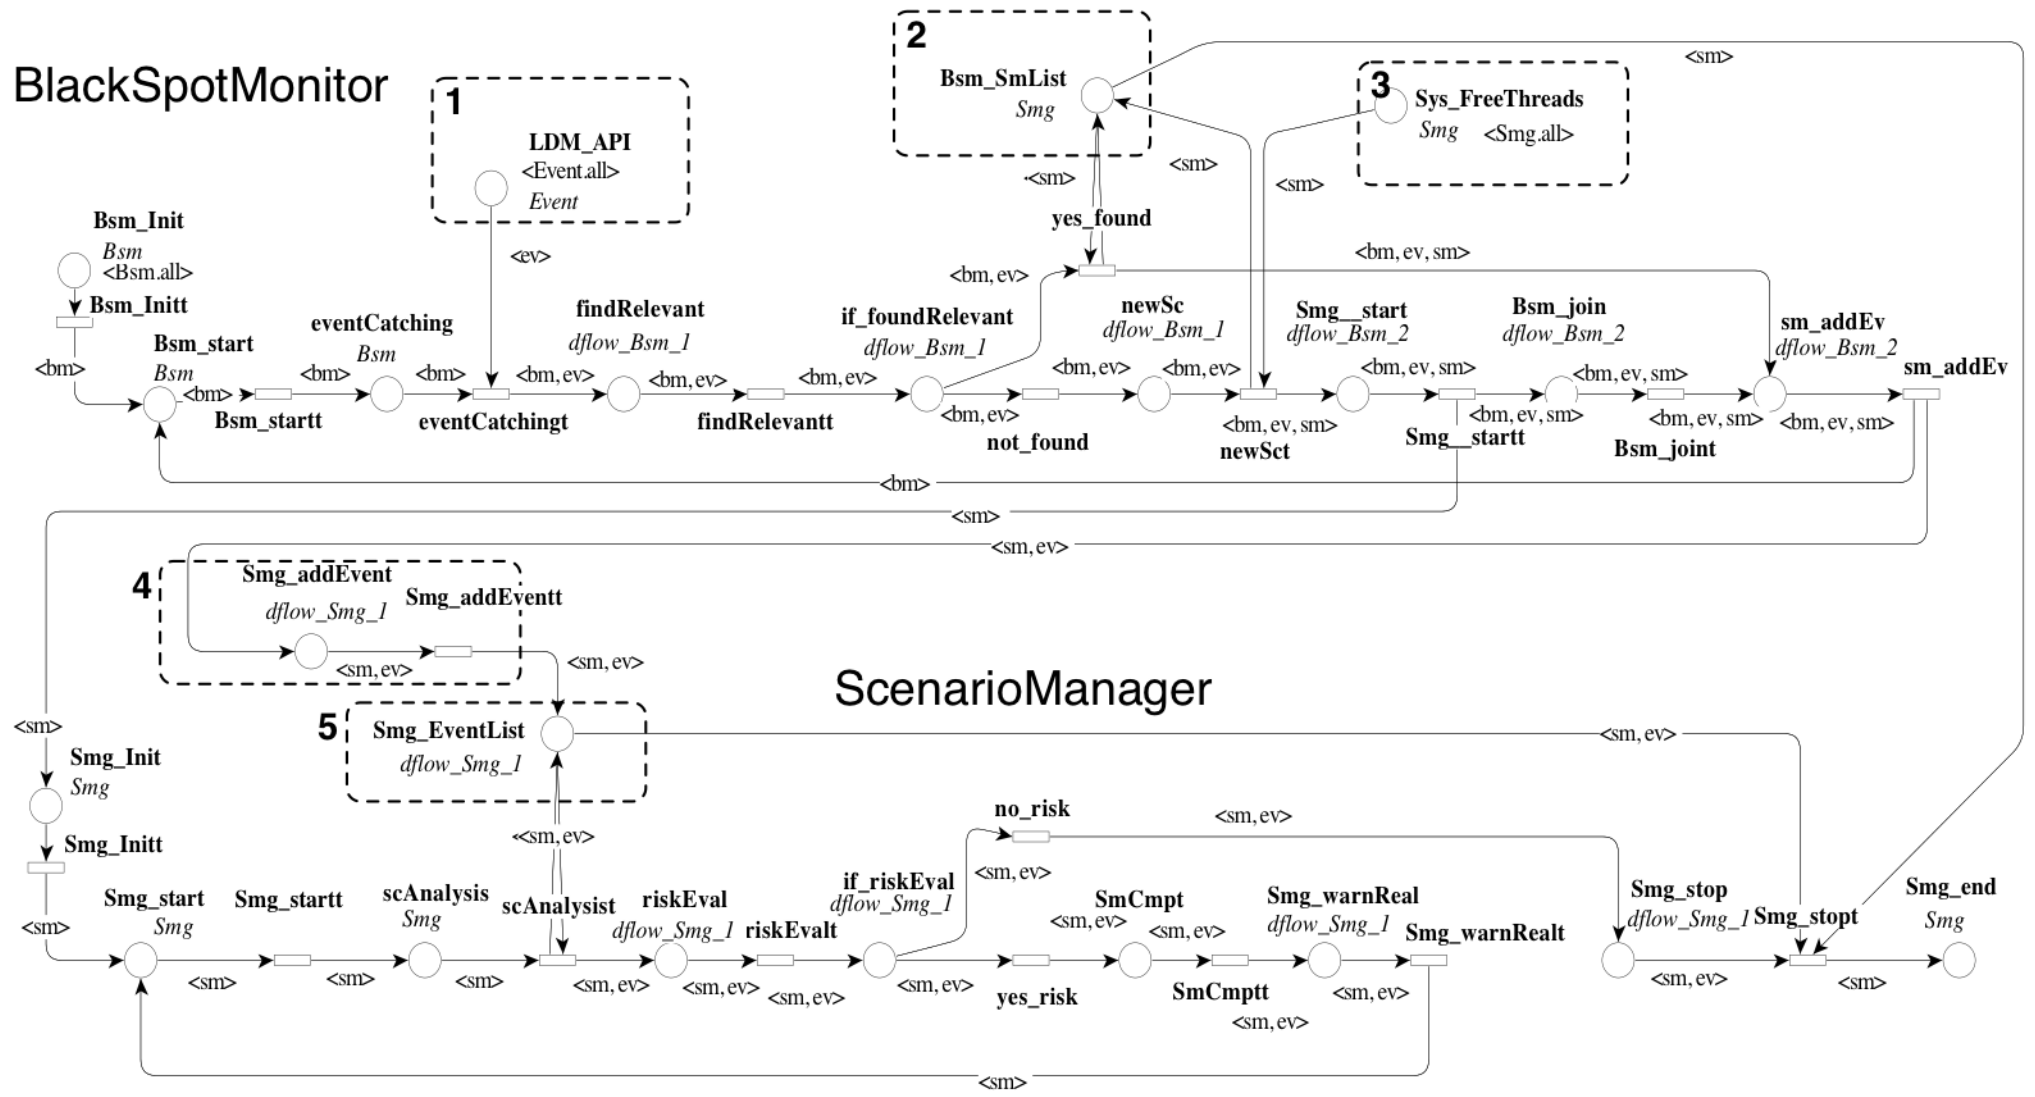 BlackSpotMonitor
1
LDM_API
<Event.all>
Event
<ev>
2
Bsm_SmList
Smg
<sm>
3
Sys_FreeThreads
Smg <Smg.all>
<sm>
<sm>
<sm>
yes_found
<bm, ev, sm>
Bsm_Init
Bsm
<Bsm.all>
Bsm_Initt
<bm>
Bsm_start
Bsm
<bm>
Bsm_startt
<bm>
eventCatching
Bsm
<bm>
eventCatchingt
<bm, ev>
findRelevant
dflow_Bsm_1
<bm, ev>
findRelevantt
<bm, ev>
if_foundRelevant
dflow_Bsm_1
<bm, ev>
<bm, ev>
not_found
<bm, ev>
newSc
dflow_Bsm_1
<bm, ev>
<bm, ev, sm>
newSct
Smg__start
dflow_Bsm_2
<bm, ev, sm>
Smg__startt
<bm, ev, sm>
Bsm_join
dflow_Bsm_2
<bm, ev, sm>
Bsm_joint
<bm, ev, sm>
sm_addEv
dflow_Bsm_2
<bm, ev, sm>
sm_addEv
<bm>
<sm>
<sm, ev>
4
Smg_addEvent
dflow_Smg_1
Smg_addEventt
<sm, ev>
<sm, ev>
ScenarioManager
5
Smg_EventList
dflow_Smg_1
<sm, ev>
<sm>
Smg_Init
Smg
Smg_Initt
<sm>
Smg_start
Smg
<sm>
Smg_startt
<sm>
scAnalysis
Smg
<sm>
<<sm, ev>
scAnalysist
<sm, ev>
riskEval
dflow_Smg_1
<sm, ev>
riskEvalt
<sm, ev>
if_riskEval
dflow_Smg_1
<sm, ev>
no_risk
<sm, ev>
<sm, ev>
yes_risk
<sm, ev>
SmCmpt
<sm, ev>
SmCmptt
<sm, ev>
Smg_warnReal
dflow_Smg_1
<sm, ev>
Smg_warnRealt
Smg_stop
dflow_Smg_1
<sm, ev>
Smg_stopt
<sm>
Smg_end
Smg
<sm>